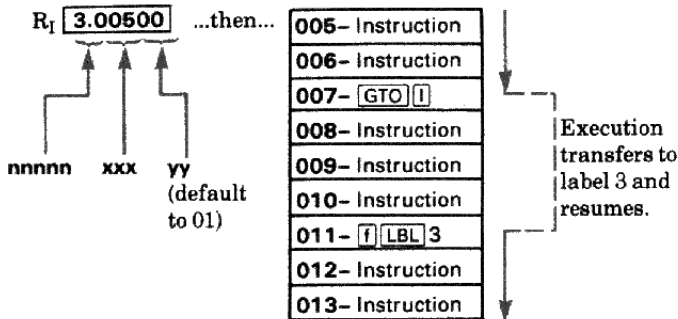 R_I 3.00500 ...then...
nnnnn xxx yy
(default
to 01)
005– Instruction
006– Instruction
007– GTO I
008– Instruction
009– Instruction
010– Instruction
011– f LBL 3
012– Instruction
013– Instruction
Execution
transfers to
label 3 and
resumes.